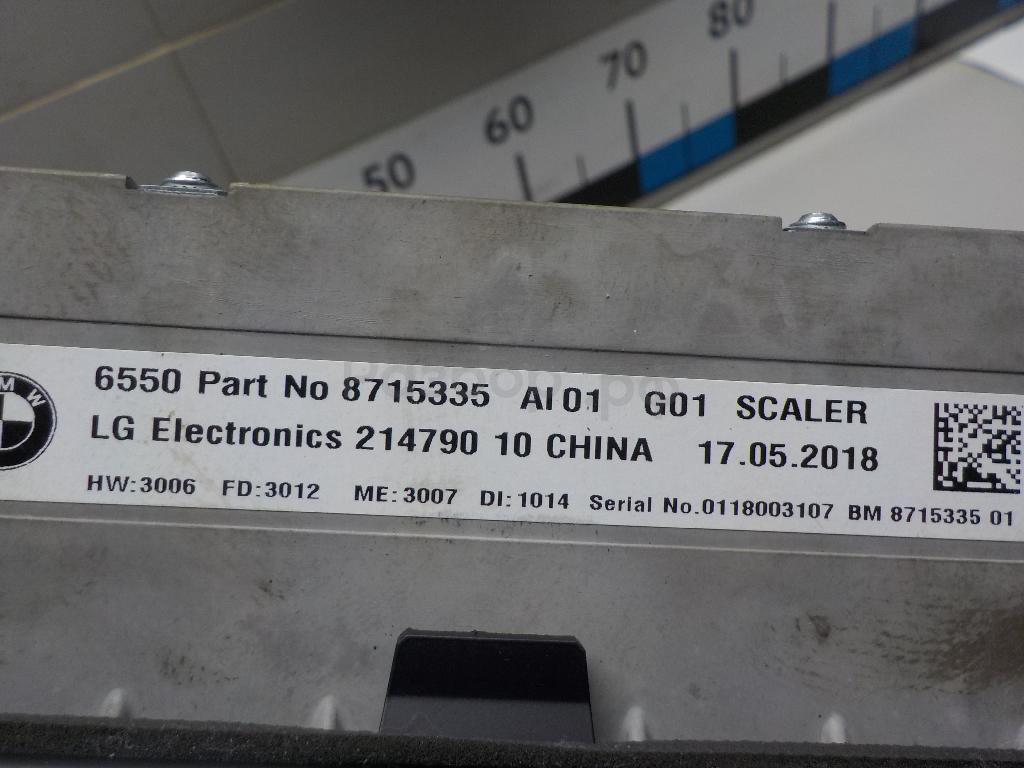 80
70
60
50
MW
6550 Part No 8715335 AI 01 G01 SCALER
LG Electronics 214790 10 CHINA 17.05.2018
HW:3006 FD:3012 ME:3007 DI:1014 Serial No.0118003107 BM 8715335 01